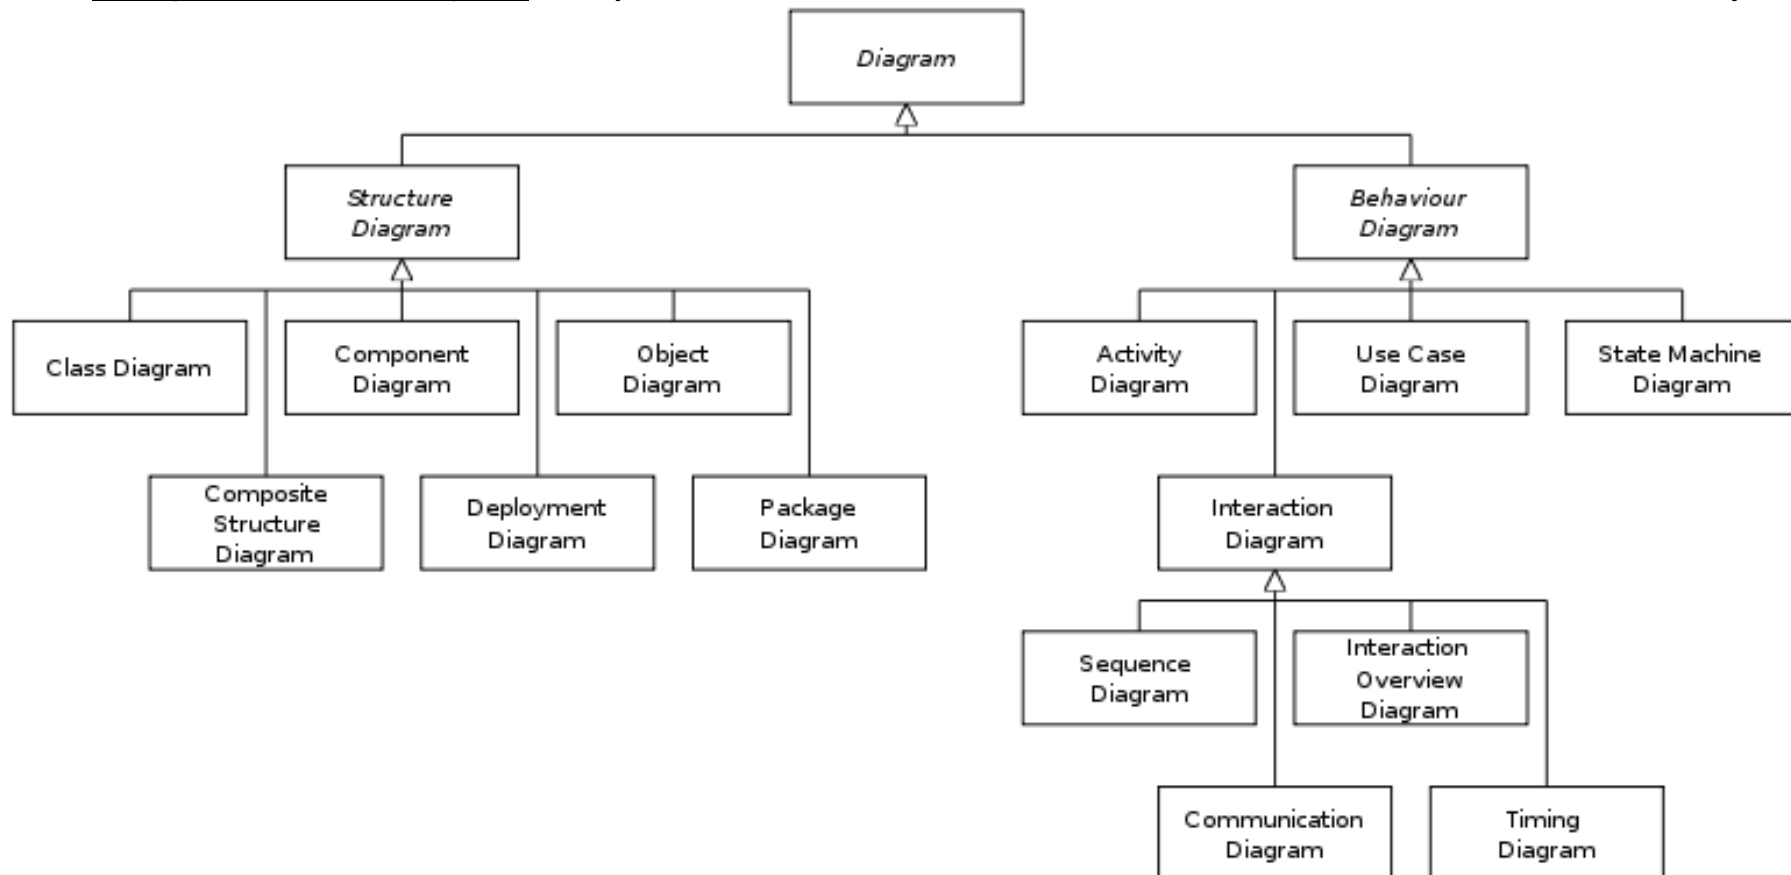 Diagram
Structure
Diagram
Behaviour
Diagram
Class Diagram
Component
Diagram
Object
Diagram
Activity
Diagram
Use Case
Diagram
State Machine
Diagram
Composite
Structure
Diagram
Deployment
Diagram
Package
Diagram
Interaction
Diagram
Sequence
Diagram
Interaction
Overview
Diagram
Communication
Diagram
Timing
Diagram